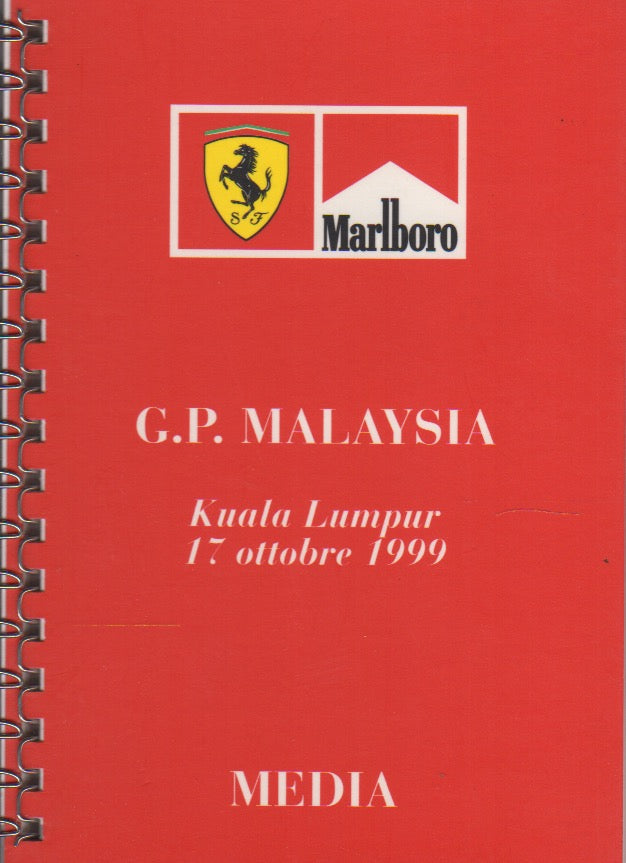 S F
Marlboro
G.P. MALAYSIA
Kuala Lumpur
17 ottobre 1999
MEDIA